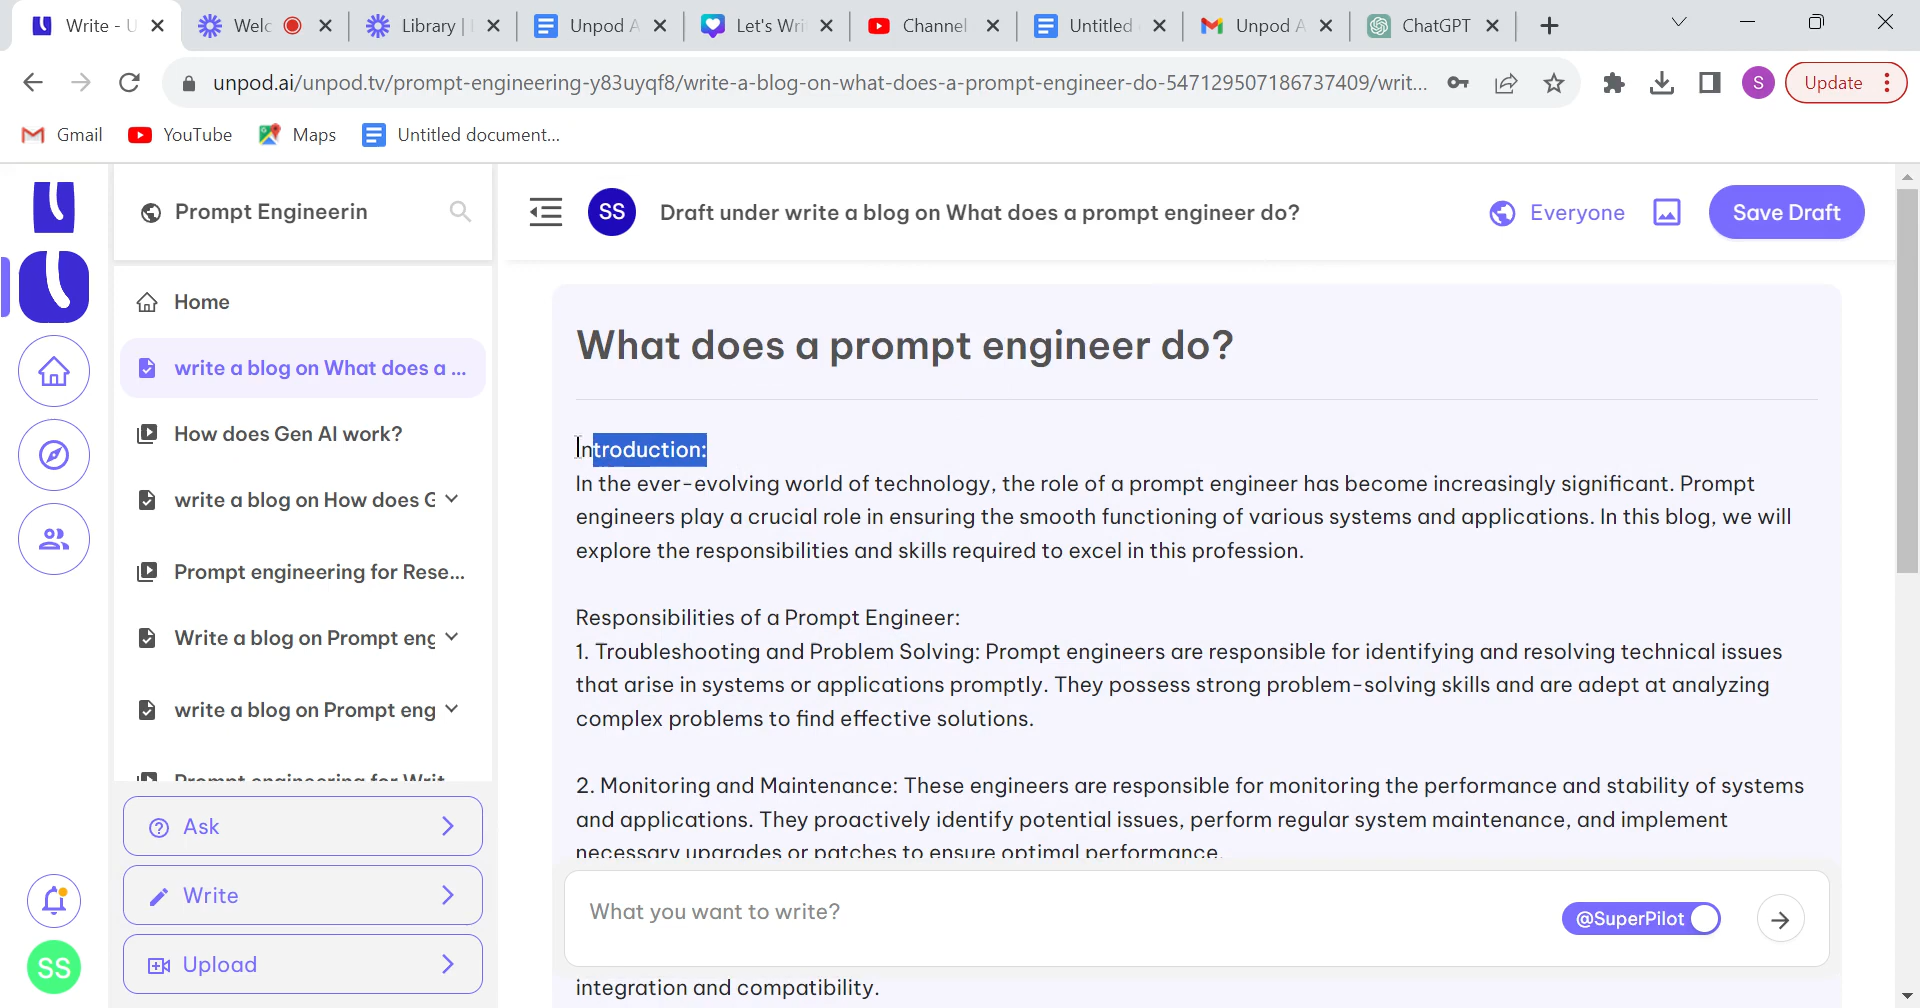 Write - U
Welc
Library |
Unpod A
Let's Wri
Channel
Untitled
Unpod A
ChatGPT
unpod.ai/unpod.tv/prompt-engineering-y83uyqf8/write-a-blog-on-what-does-a-prompt-engineer-do-547129507186737409/writ...
S
Update
Gmail
YouTube
Maps
Untitled document...
Prompt Engineerin
SS
Draft under write a blog on What does a prompt engineer do?
Everyone
Save Draft
Home
write a blog on What does a ...
How does Gen AI work?
write a blog on How does G
Prompt engineering for Rese...
Write a blog on Prompt eng
write a blog on Prompt eng
Prompt engineering for Writ
Ask
Write
Upload
SS
What does a prompt engineer do?
Introduction:
In the ever-evolving world of technology, the role of a prompt engineer has become increasingly significant. Prompt
engineers play a crucial role in ensuring the smooth functioning of various systems and applications. In this blog, we will
explore the responsibilities and skills required to excel in this profession.
Responsibilities of a Prompt Engineer:
1. Troubleshooting and Problem Solving: Prompt engineers are responsible for identifying and resolving technical issues
that arise in systems or applications promptly. They possess strong problem-solving skills and are adept at analyzing
complex problems to find effective solutions.
2. Monitoring and Maintenance: These engineers are responsible for monitoring the performance and stability of systems
and applications. They proactively identify potential issues, perform regular system maintenance, and implement
necessary upgrades or patches to ensure optimal performance.
What you want to write?
@SuperPilot
integration and compatibility.